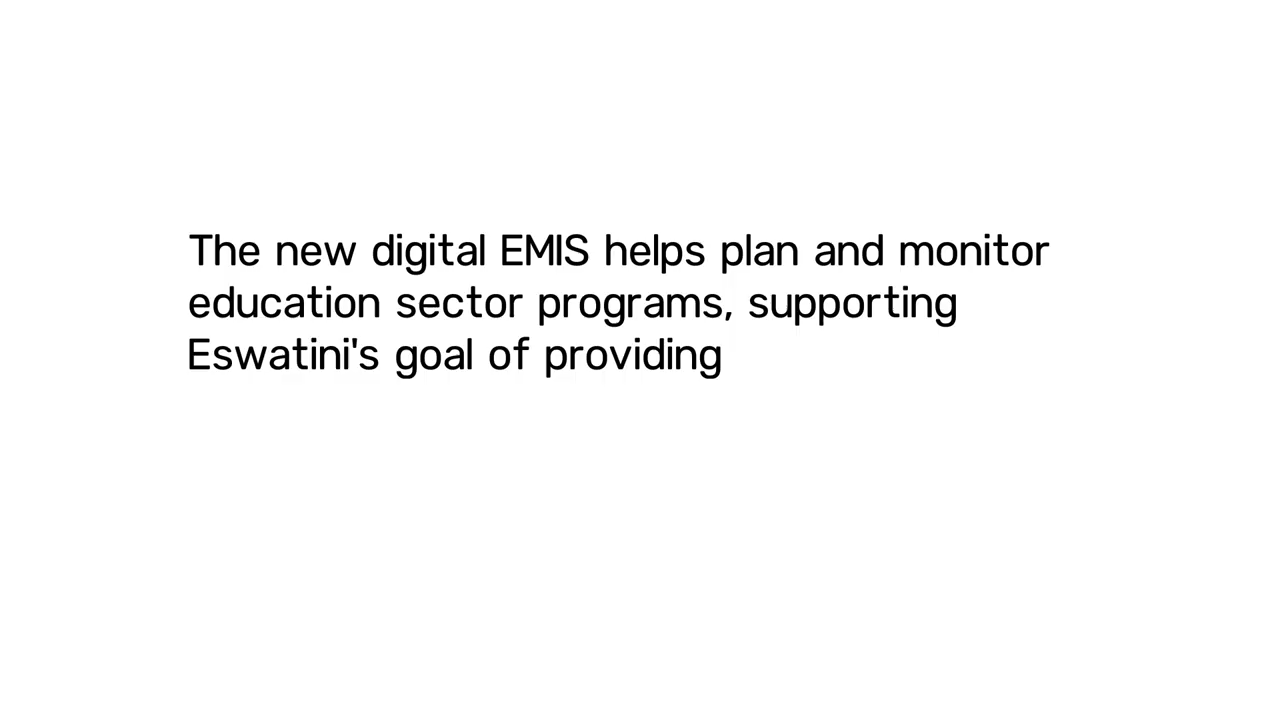 The new digital EMIS helps plan and monitor
education sector programs, supporting
Eswatini's goal of providing